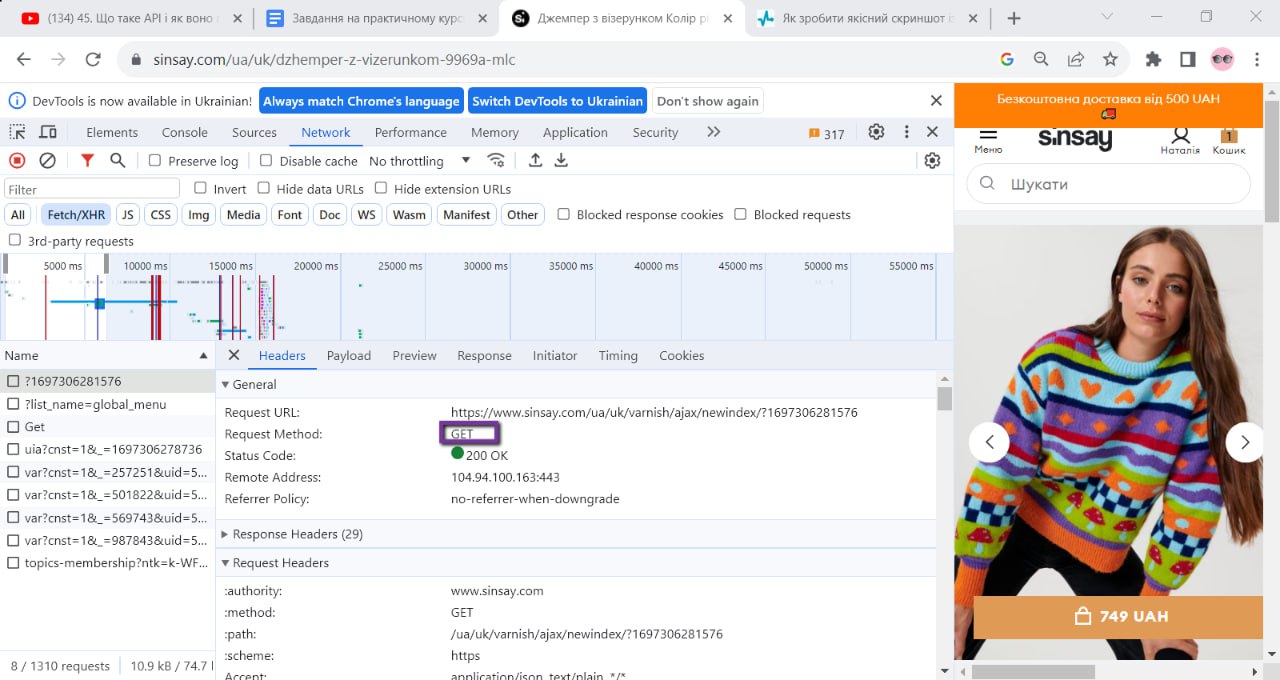 (134) 45. Що таке API і як воно п
Завдання на практичному курс
Джемпер з візерунком Колір рі
Як зробити якісний скриншот із
sinsay.com/ua/uk/dzhemper-z-vizerunkom-9969a-mlc
DevTools is now available in Ukrainian! Always match Chrome's language Switch DevTools to Ukrainian Don't show again
Elements Console Sources Network Performance Memory Application Security 317
Preserve log Disable cache No throttling
Filter Invert Hide data URLs Hide extension URLs
All Fetch/XHR JS CSS Img Media Font Doc WS Wasm Manifest Other Blocked response cookies Blocked requests
3rd-party requests
5000 ms 10000 ms 15000 ms 20000 ms 25000 ms 30000 ms 35000 ms 40000 ms 45000 ms 50000 ms 55000 ms
Name
?1697306281576
?list_name=global_menu
Get
uia?cnst=1&_=1697306278736
var?cnst=1&_=257251&uid=5...
var?cnst=1&_=501822&uid=5...
var?cnst=1&_=569743&uid=5...
var?cnst=1&_=987843&uid=5...
topics-membership?ntk=k-WF...
8 / 1310 requests 10.9 kB / 74.7
Headers Payload Preview Response Initiator Timing Cookies
General
Request URL: https://www.sinsay.com/ua/uk/varnish/ajax/newindex/?1697306281576
Request Method: GET
Status Code: 200 OK
Remote Address: 104.94.100.163:443
Referrer Policy: no-referrer-when-downgrade
Response Headers (29)
Request Headers
:authority: www.sinsay.com
:method: GET
:path: /ua/uk/varnish/ajax/newindex/?1697306281576
:scheme: https
Accept: application/json, text/plain, */*
Безкоштовна доставка від 500 UAH
Меню sinsay Наталія 1 Кошик
Шукати
749 UAH